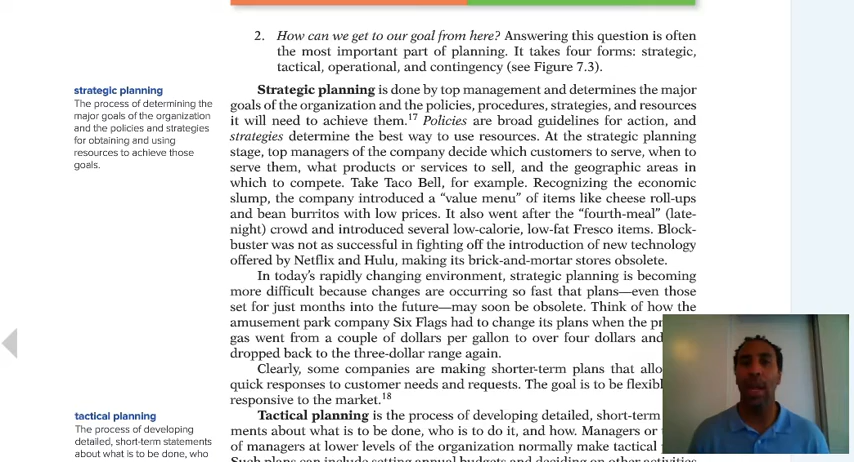 2. How can we get to our goal from here? Answering this question is often
the most important part of planning. It takes four forms: strategic,
tactical, operational, and contingency (see Figure 7.3).
strategic planning
The process of determining the
major goals of the organization
and the policies and strategies
for obtaining and using
resources to achieve those
goals.
Strategic planning is done by top management and determines the major
goals of the organization and the policies, procedures, strategies, and resources
it will need to achieve them.17 Policies are broad guidelines for action, and
strategies determine the best way to use resources. At the strategic planning
stage, top managers of the company decide which customers to serve, when to
serve them, what products or services to sell, and the geographic areas in
which to compete. Take Taco Bell, for example. Recognizing the economic
slump, the company introduced a “value menu” of items like cheese roll-ups
and bean burritos with low prices. It also went after the “fourth-meal” (late-
night) crowd and introduced several low-calorie, low-fat Fresco items. Block-
buster was not as successful in fighting off the introduction of new technology
offered by Netflix and Hulu, making its brick-and-mortar stores obsolete.
In today’s rapidly changing environment, strategic planning is becoming
more difficult because changes are occurring so fast that plans—even those
set for just months into the future—may soon be obsolete. Think of how the
amusement park company Six Flags had to change its plans when the
gas went from a couple of dollars per gallon to over four dollars and
dropped back to the three-dollar range again.
Clearly, some companies are making shorter-term plans that
quick responses to customer needs and requests. The goal is to be
responsive to the market.18
tactical planning
The process of developing
detailed, short-term statements
about what is to be done, who
Tactical planning is the process of developing detailed, short-term
ments about what is to be done, who is to do it, and how. Managers or
of managers at lower levels of the organization normally make tactical
Such plans can include setting annual budgets and deciding on other activities